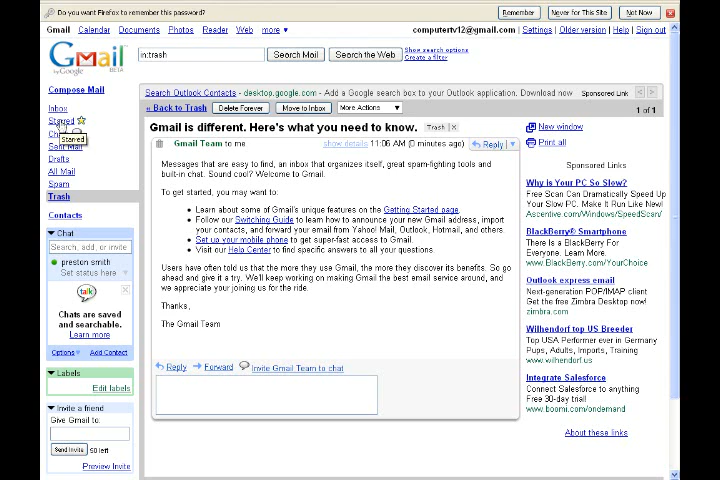 Do you want Firefox to remember this password?
Remember
Never for This Site
Not Now
Gmail Calendar Documents Photos Reader Web more ▼
computertv12@gmail.com | Settings | Older version | Help | Sign out
Gmail
by Google BETA
in:trash
Search Mail
Search the Web
Show search options
Create a filter
Compose Mail
Inbox
Starred
Starred
Sent Mail
Drafts
All Mail
Spam
Trash
Contacts
Chat
Search, add, or invite
preston smith
Set status here
talk
Chats are saved
and searchable.
Learn more
Options Add Contact
Labels
Edit labels
Invite a friend
Give Gmail to:
Send Invite 50 left
Preview Invite
Search Outlook Contacts - desktop.google.com - Add a Google search box to your Outlook application. Download now
Sponsored Link
« Back to Trash
Delete Forever
Move to Inbox
More Actions
1 of 1
Gmail is different. Here's what you need to know.
Trash X
Gmail Team to me
show details 11:06 AM (0 minutes ago)
Reply
Messages that are easy to find, an inbox that organizes itself, great spam-fighting tools and
built-in chat. Sound cool? Welcome to Gmail.
To get started, you may want to:
• Learn about some of Gmail's unique features on the Getting Started page.
• Follow our Switching Guide to learn how to announce your new Gmail address, import
your contacts, and forward your email from Yahoo! Mail, Outlook, Hotmail, and others.
• Set up your mobile phone to get super-fast access to Gmail.
• Visit our Help Center to find specific answers to all your questions.
Users have often told us that the more they use Gmail, the more they discover its benefits. So go
ahead and give it a try. We'll keep working on making Gmail the best email service around, and
we appreciate your joining us for the ride.
Thanks,
The Gmail Team
Reply
Forward
Invite Gmail Team to chat
New window
Print all
Sponsored Links
Why Is Your PC So Slow?
Free Scan Can Dramatically Speed Up
Your Slow PC. Make It Run Like New!
Ascentive.com/Windows/SpeedScan/
BlackBerry® Smartphone
There Is a BlackBerry For
Everyone. Learn More.
www.BlackBerry.com/YourChoice
Outlook express email
Next-generation POP/IMAP client
Get the free Zimbra Desktop now!
zimbra.com
Wilhendorf top US Breeder
Top USA Performer ever in Germany
Pups, Adults, Imports, Training
www.wilhendorf.us
Integrate Salesforce
Connect Salesforce to anything
Free 30-day trial!
www.boomi.com/ondemand
About these links